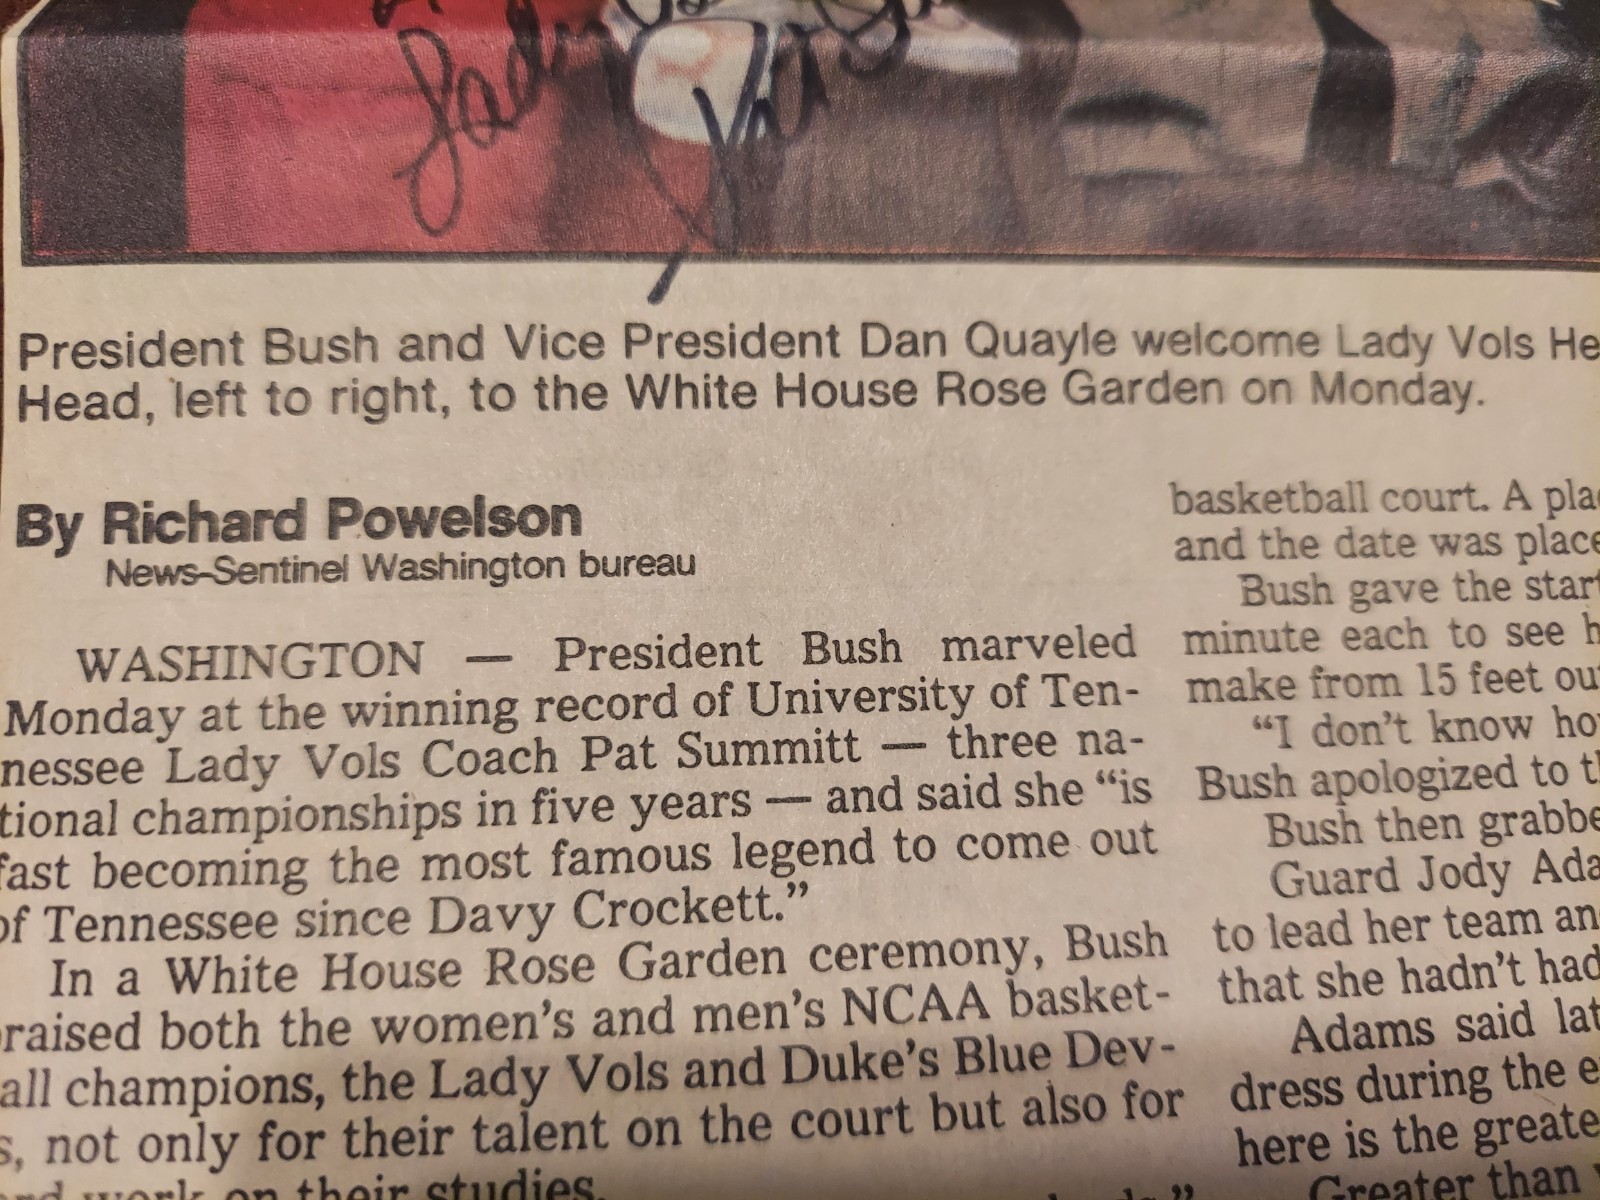 Lady
President Bush and Vice President Dan Quayle welcome Lady Vols He
Head, left to right, to the White House Rose Garden on Monday.
By Richard Powelson
News-Sentinel Washington bureau
WASHINGTON — President Bush marveled
Monday at the winning record of University of Ten-
nessee Lady Vols Coach Pat Summitt — three na-
tional championships in five years — and said she “is
fast becoming the most famous legend to come out
of Tennessee since Davy Crockett.”
In a White House Rose Garden ceremony, Bush
raised both the women’s and men’s NCAA basket-
all champions, the Lady Vols and Duke’s Blue Dev-
s, not only for their talent on the court but also for
work on their studies.
basketball court. A pla
and the date was place
Bush gave the start
minute each to see h
make from 15 feet ou
“I don’t know ho
Bush apologized to t
Bush then grabbe
Guard Jody Ada
to lead her team an
that she hadn’t had
Adams said lat
dress during the e
here is the greate
Greater than